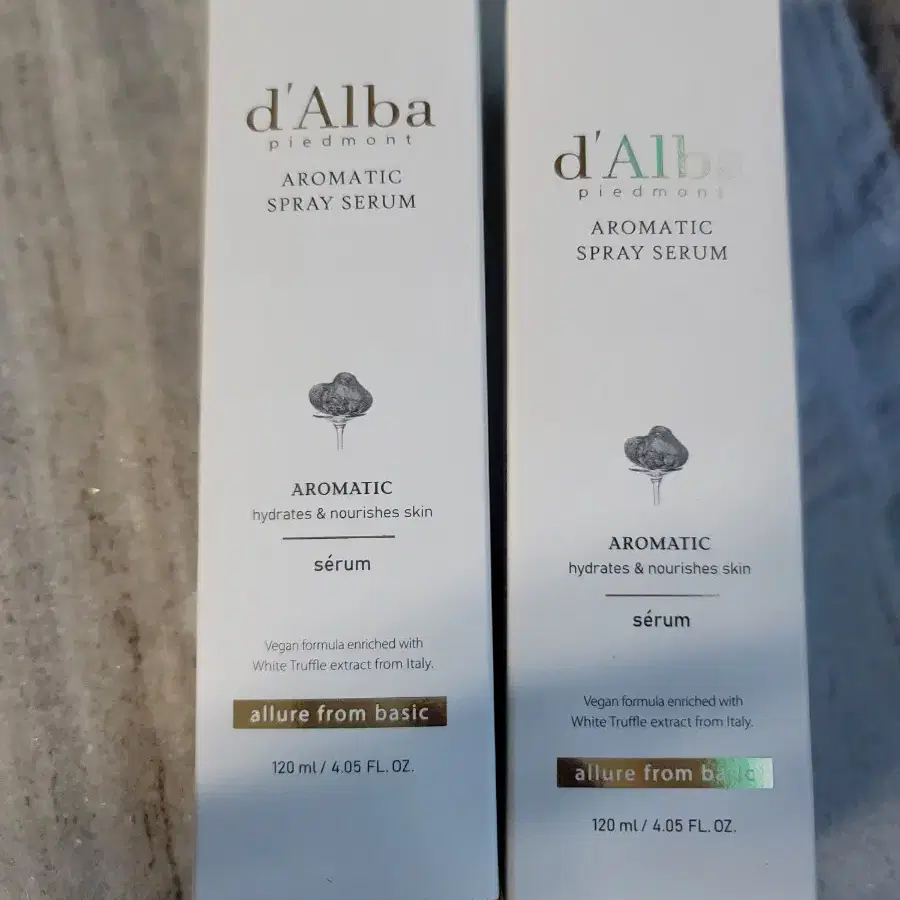 d'Alba
piedmont
AROMATIC
SPRAY SERUM
AROMATIC
hydrates & nourishes skin
sérum
Vegan formula enriched with
White Truffle extract from Italy.
allure from basic
120 ml / 4.05 FL. OZ.
d'Alba
piedmont
AROMATIC
SPRAY SERUM
AROMATIC
hydrates & nourishes skin
sérum
Vegan formula enriched with
White Truffle extract from Italy.
allure from basic
120 ml / 4.05 FL. OZ.